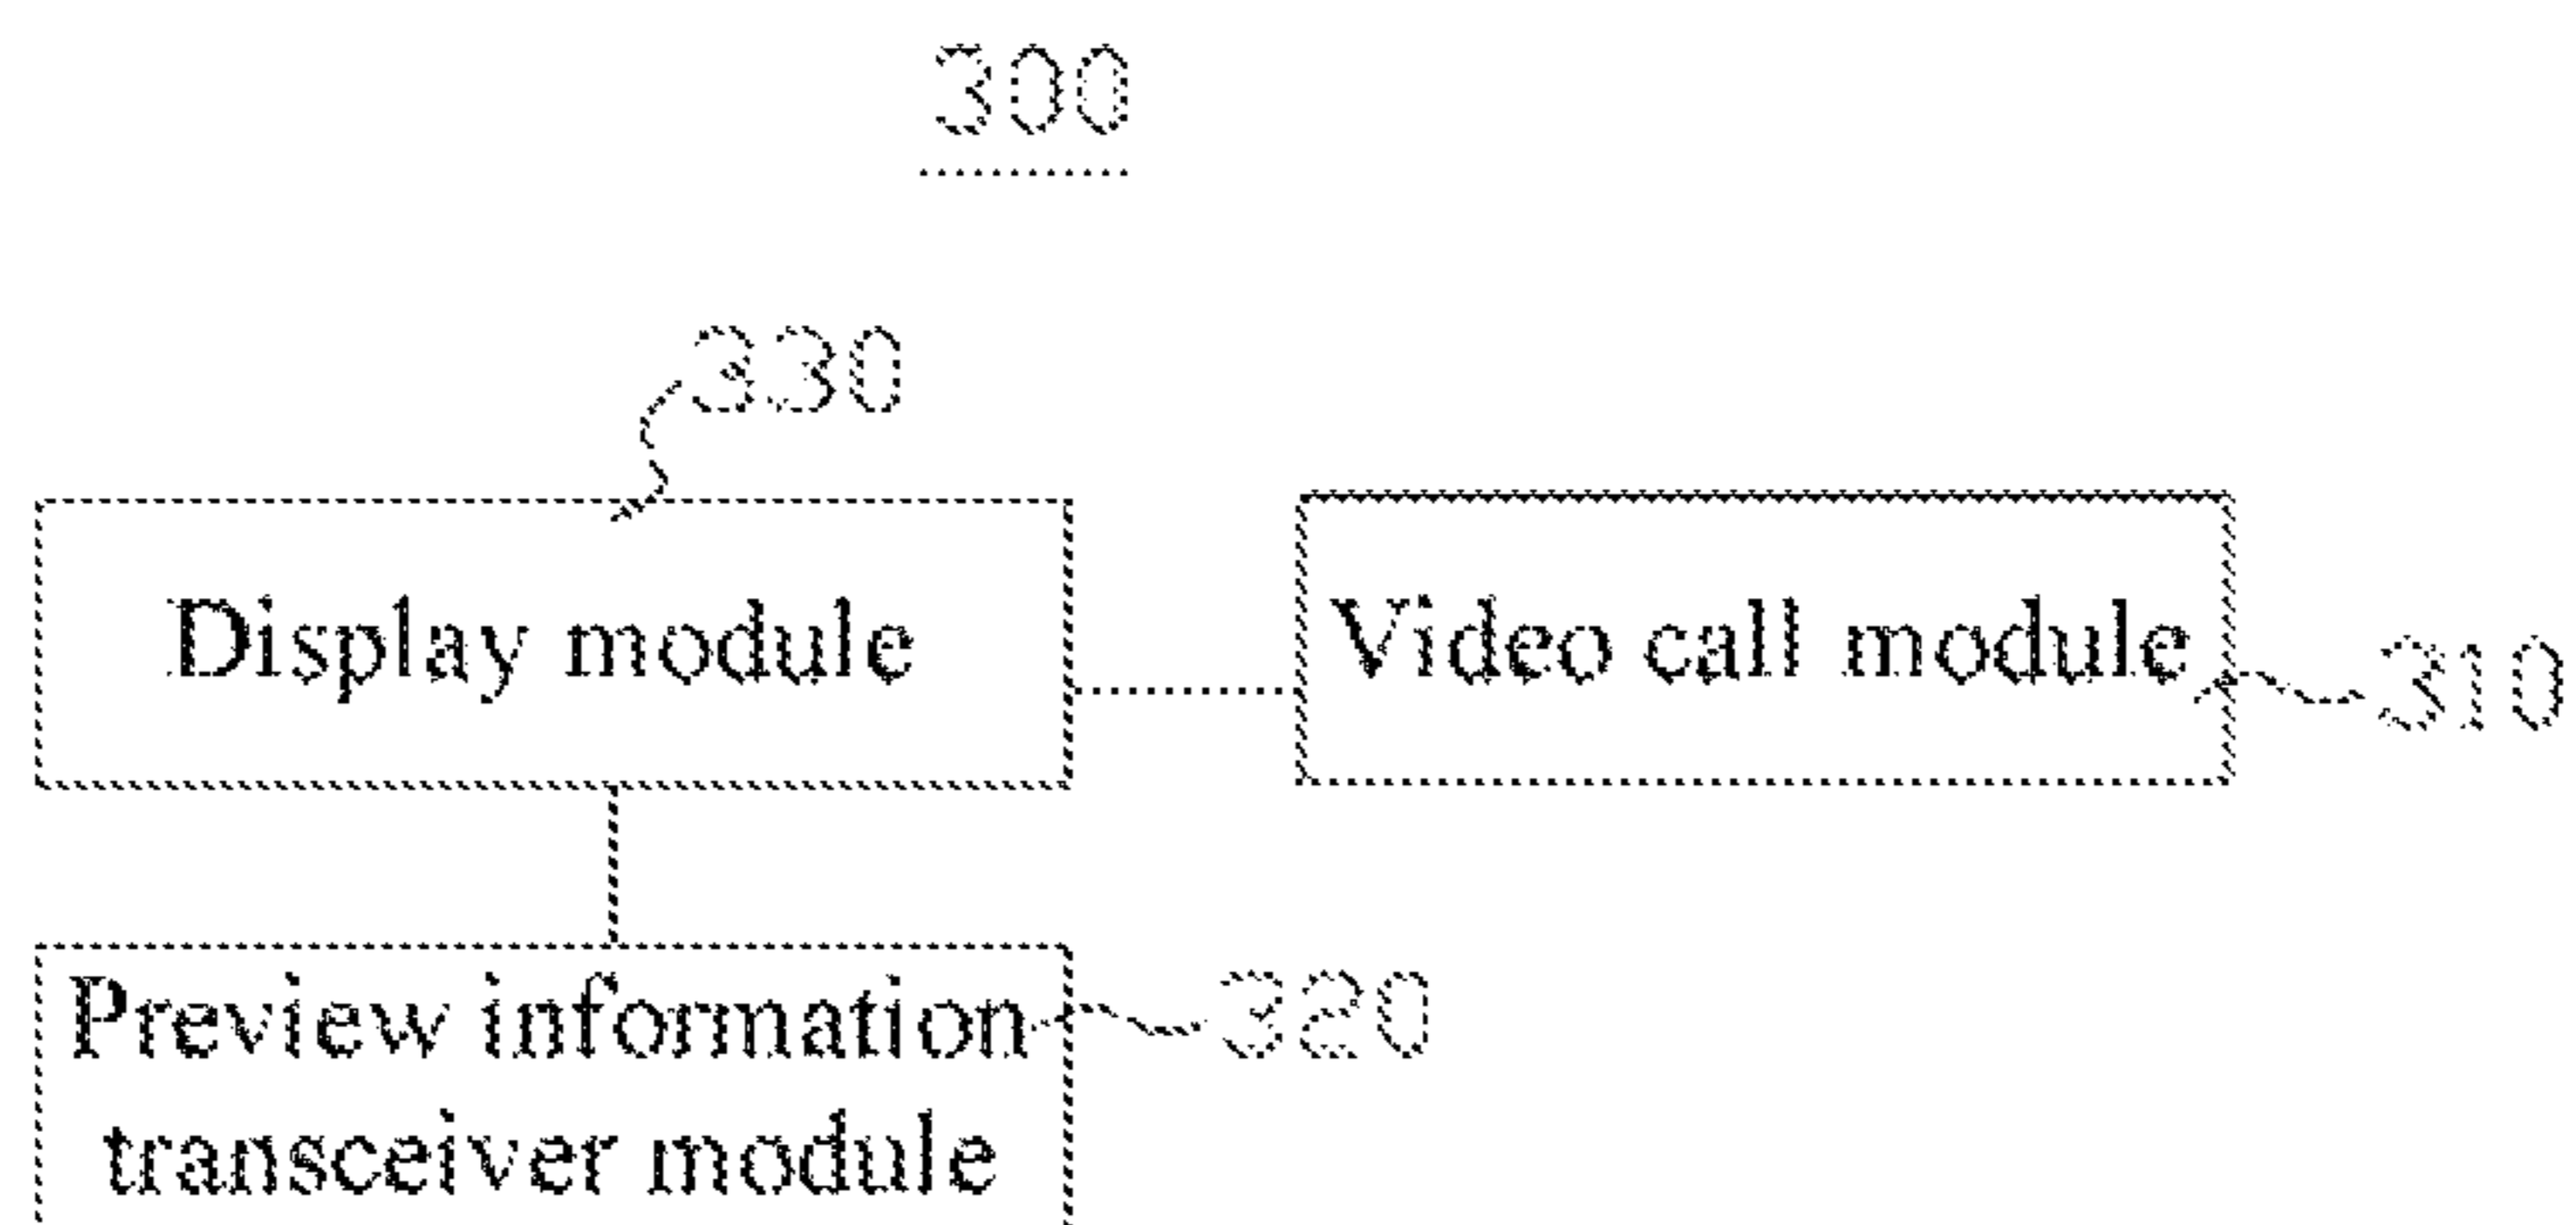 300
330
Display module
Video call module
310
Preview information
transceiver module
320